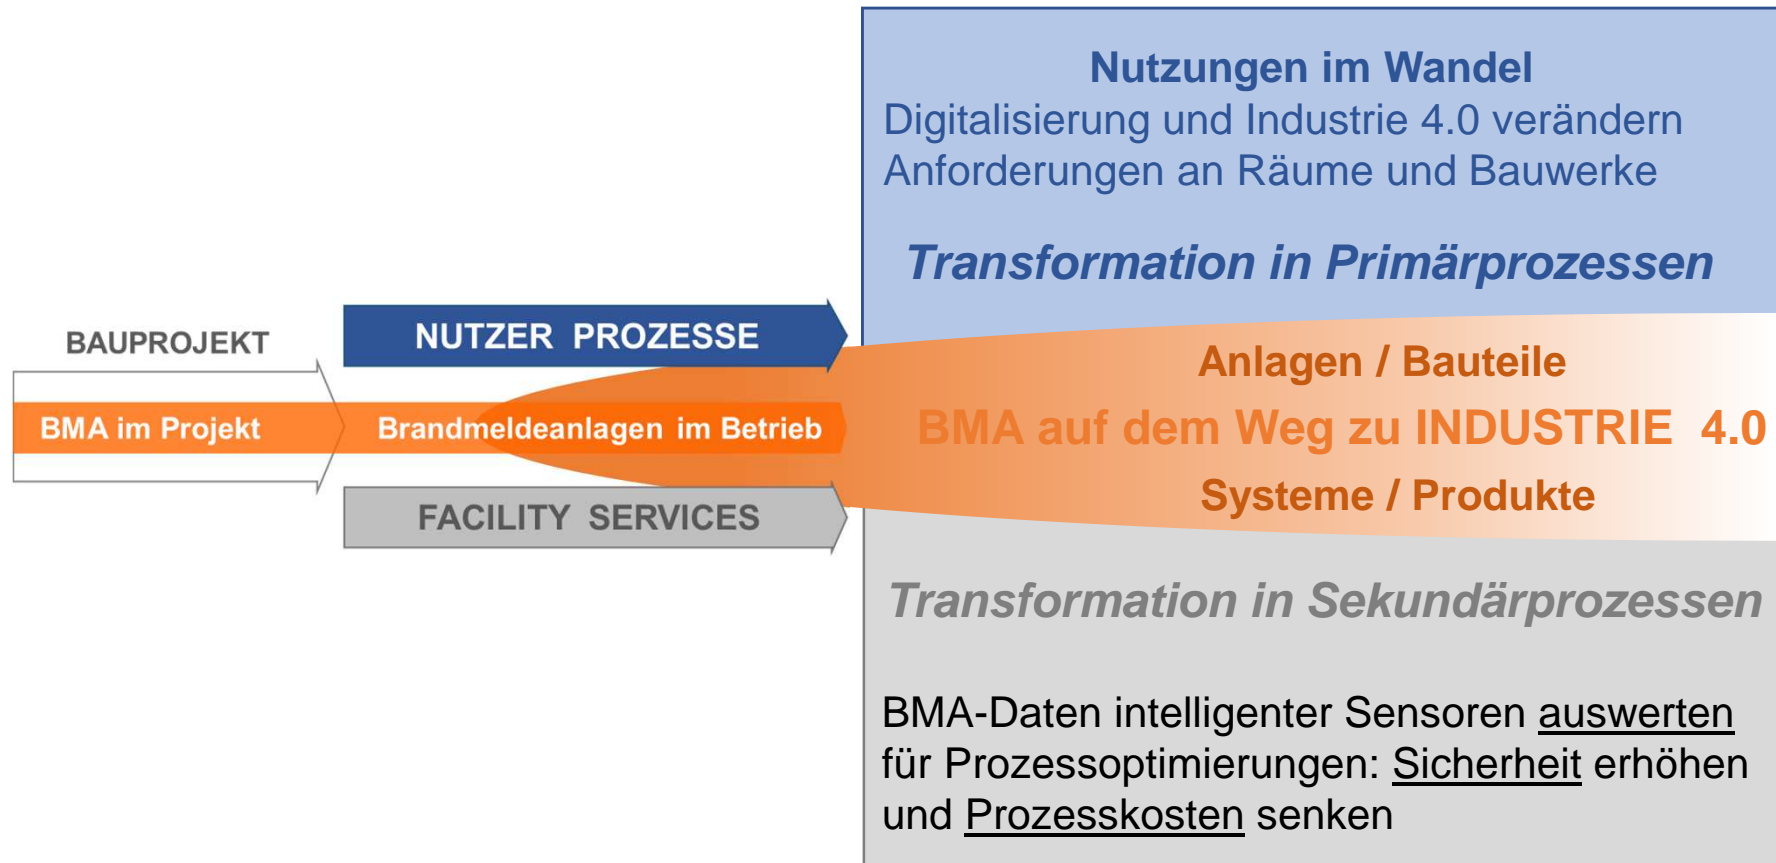 BAUPROJEKT
BMA im Projekt
NUTZER PROZESSE
Brandmeldeanlagen im Betrieb
FACILITY SERVICES
Nutzungen im Wandel
Digitalisierung und Industrie 4.0 verändern
Anforderungen an Räume und Bauwerke
Transformation in Primärprozessen
Anlagen / Bauteile
BMA auf dem Weg zu INDUSTRIE 4.0
Systeme / Produkte
Transformation in Sekundärprozessen
BMA-Daten intelligenter Sensoren auswerten
für Prozessoptimierungen: Sicherheit erhöhen
und Prozesskosten senken